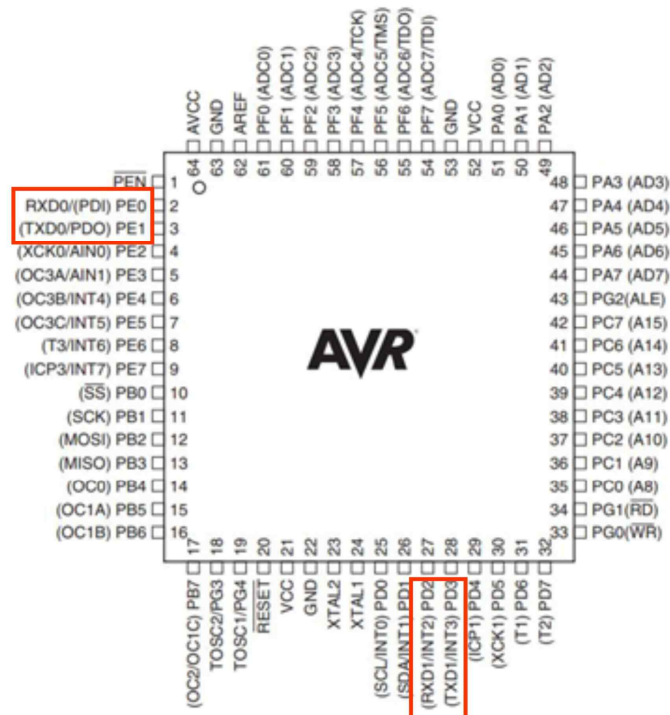 AVCC
GND
AREF
PF0 (ADC0)
PF1 (ADC1)
PF2 (ADC2)
PF3 (ADC3)
PF4 (ADC4/TCK)
PF5 (ADC5/TMS)
PF6 (ADC6/TDO)
PF7 (ADC7/TDI)
GND
VCC
PA0 (AD0)
PA1 (AD1)
PA2 (AD2)
64
63
62
61
60
59
58
57
56
55
54
53
52
51
50
49
PEN 1
RXD0/(PDI) PE0 2
(TXD0/PDO) PE1 3
(XCK0/AIN0) PE2 4
(OC3A/AIN1) PE3 5
(OC3B/INT4) PE4 6
(OC3C/INT5) PE5 7
(T3/INT6) PE6 8
(ICP3/INT7) PE7 9
(SS) PB0 10
(SCK) PB1 11
(MOSI) PB2 12
(MISO) PB3 13
(OC0) PB4 14
(OC1A) PB5 15
(OC1B) PB6 16
AVR
48 PA3 (AD3)
47 PA4 (AD4)
46 PA5 (AD5)
45 PA6 (AD6)
44 PA7 (AD7)
43 PG2(ALE)
42 PC7 (A15)
41 PC6 (A14)
40 PC5 (A13)
39 PC4 (A12)
38 PC3 (A11)
37 PC2 (A10)
36 PC1 (A9)
35 PC0 (A8)
34 PG1(RD)
33 PG0(WR)
17
18
19
20
21
22
23
24
25
26
27
28
29
30
31
32
(OC2/OC1C) PB7
TOSC2/PG3
TOSC1/PG4
RESET
VCC
GND
XTAL2
XTAL1
(SCL/INT0) PD0
(SDA/INT1) PD1
(RXD1/INT2) PD2
(TXD1/INT3) PD3
(ICP1) PD4
(XCK1) PD5
(T1) PD6
(T2) PD7